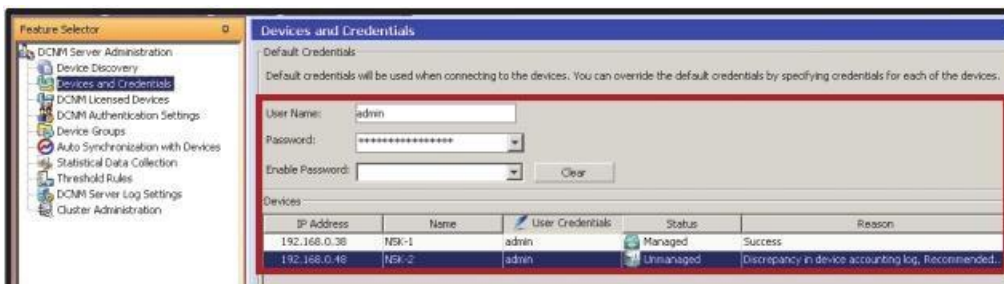 Feature Selector
DCNM Server Administration
Device Discovery
Devices and Credentials
DCNM Licensed Devices
DCNM Authentication Settings
Device Groups
Auto Synchronization with Devices
Statistical Data Collection
Threshold Rules
DCNM Server Log Settings
Cluster Administration
Devices and Credentials
Default Credentials
Default credentials will be used when connecting to the devices. You can override the default credentials by specifying credentials for each of the devices.
User Name: admin
Password: ****************
Enable Password: Clear
Devices
IP Address Name User Credentials Status Reason
192.168.0.38 N5K-1 admin Managed Success
192.168.0.48 N5K-2 admin Unmanaged Discrepancy in device accounting log, Recommended...